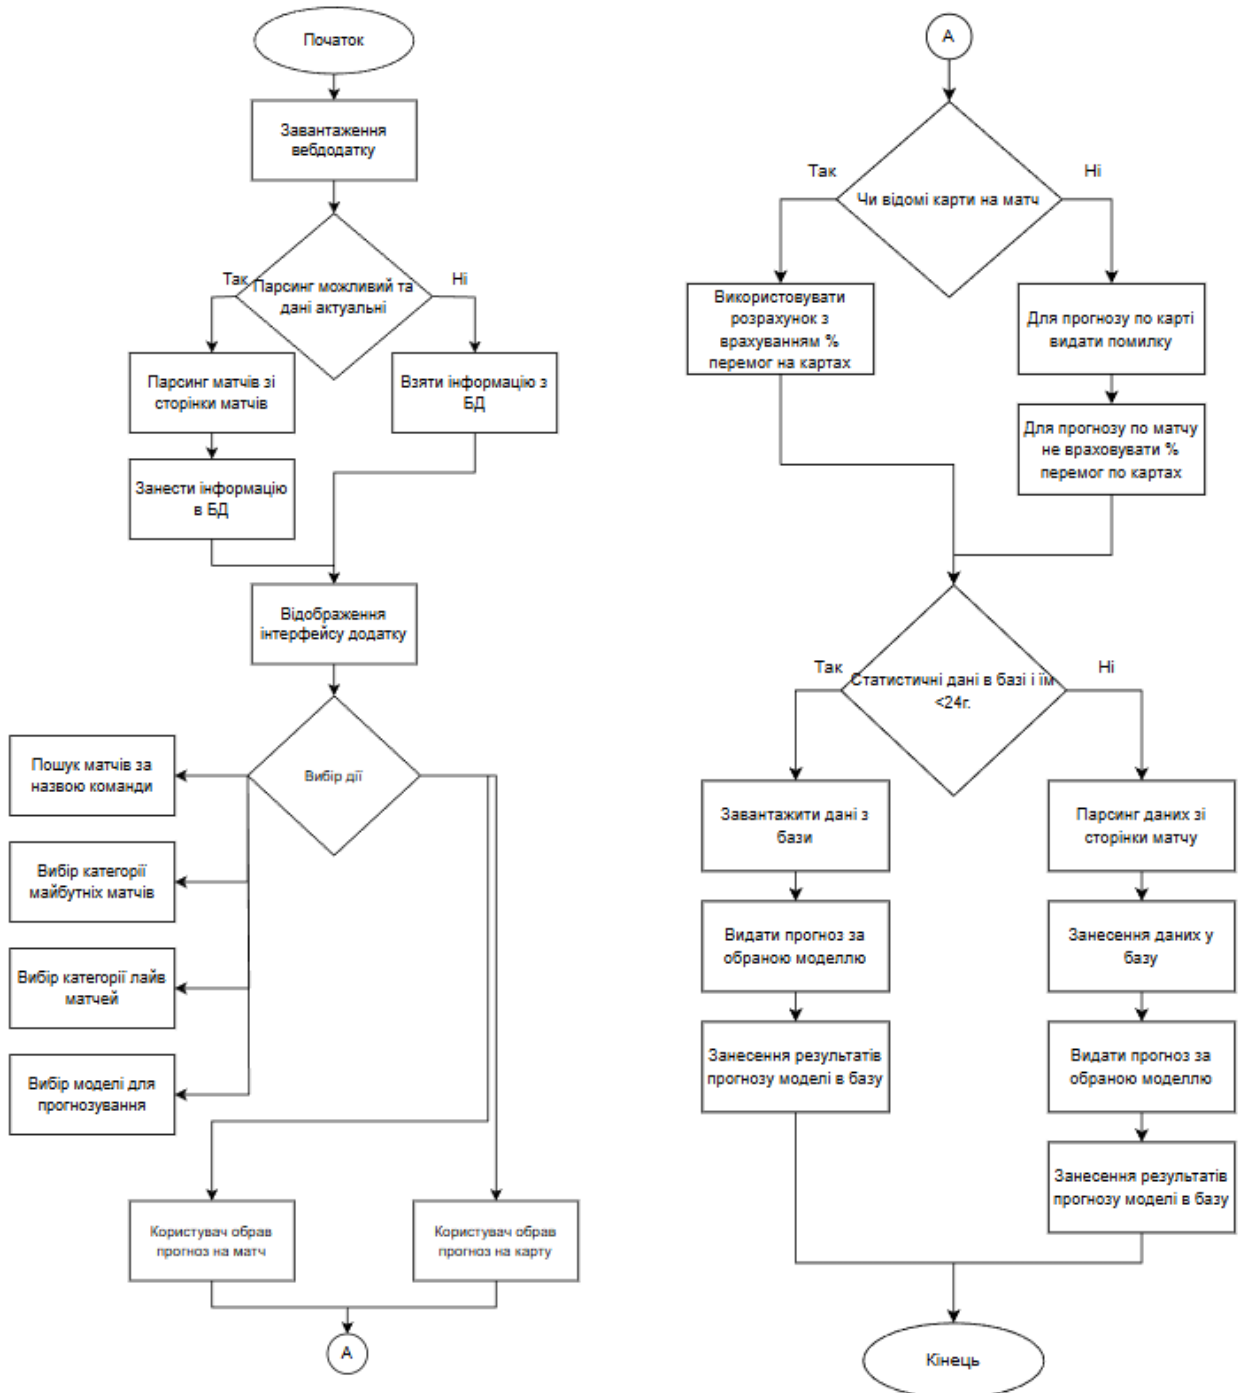 Початок
Завантаження
вебдодатку
Так
Ні
Парсинг можливий та
дані актуальні
Парсинг матчів зі
сторінки матчів
Взяти інформацію з
БД
Занести інформацію
в БД
Відображення
інтерфейсу додатку
Вибір дії
Пошук матчів за
назвою команди
Вибір категорії
майбутніх матчів
Вибір категорії лайв
матчей
Вибір моделі для
прогнозування
Користувач обрав
прогноз на матч
Користувач обрав
прогноз на карту
А
А
Так
Ні
Чи відомі карти на матч
Використовувати
розрахунок з
врахуванням %
перемог на картах
Для прогнозу по карті
видати помилку
Для прогнозу по матчу
не враховувати %
перемог по картах
Так
Ні
Статистичні дані в базі і їм
<24г.
Завантажити дані з
бази
Парсинг даних зі
сторінки матчу
Видати прогноз за
обраною моделлю
Занесення даних у
базу
Занесення результатів
прогнозу моделі в базу
Видати прогноз за
обраною моделлю
Занесення результатів
прогнозу моделі в базу
Кінець